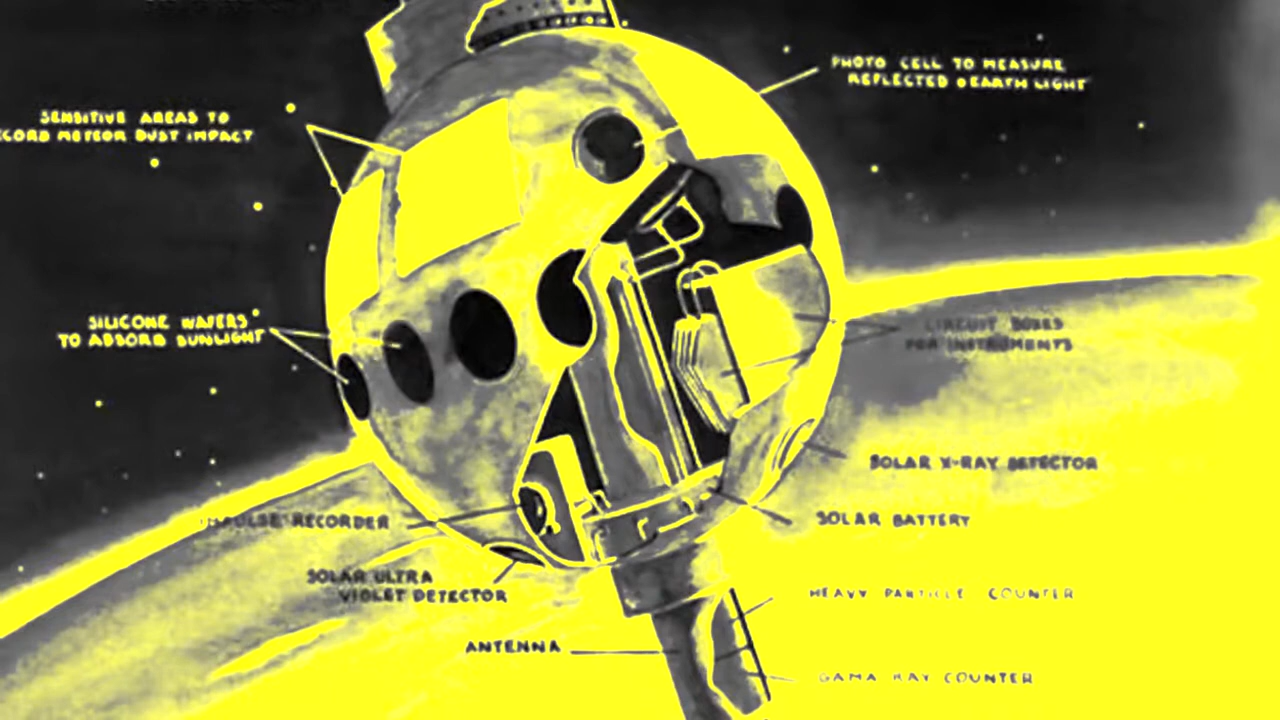 PHOTO CELL TO MEASURE
REFLECTED OEARTH LIGHT
SENSITIVE AREAS TO
METEOR DUST IMPACT
SILICONE WAFERS
TO ABSORB SUNLIGHT
CIRCUIT BOXES
FOR INSTRUMENTS
SOLAR X-RAY DETECTOR
IMPULSE RECORDER
SOLAR BATTERY
SOLAR ULTRA
VIOLET DETECTOR
HEAVY PARTICLE COUNTER
ANTENNA
GAMA RAY COUNTER